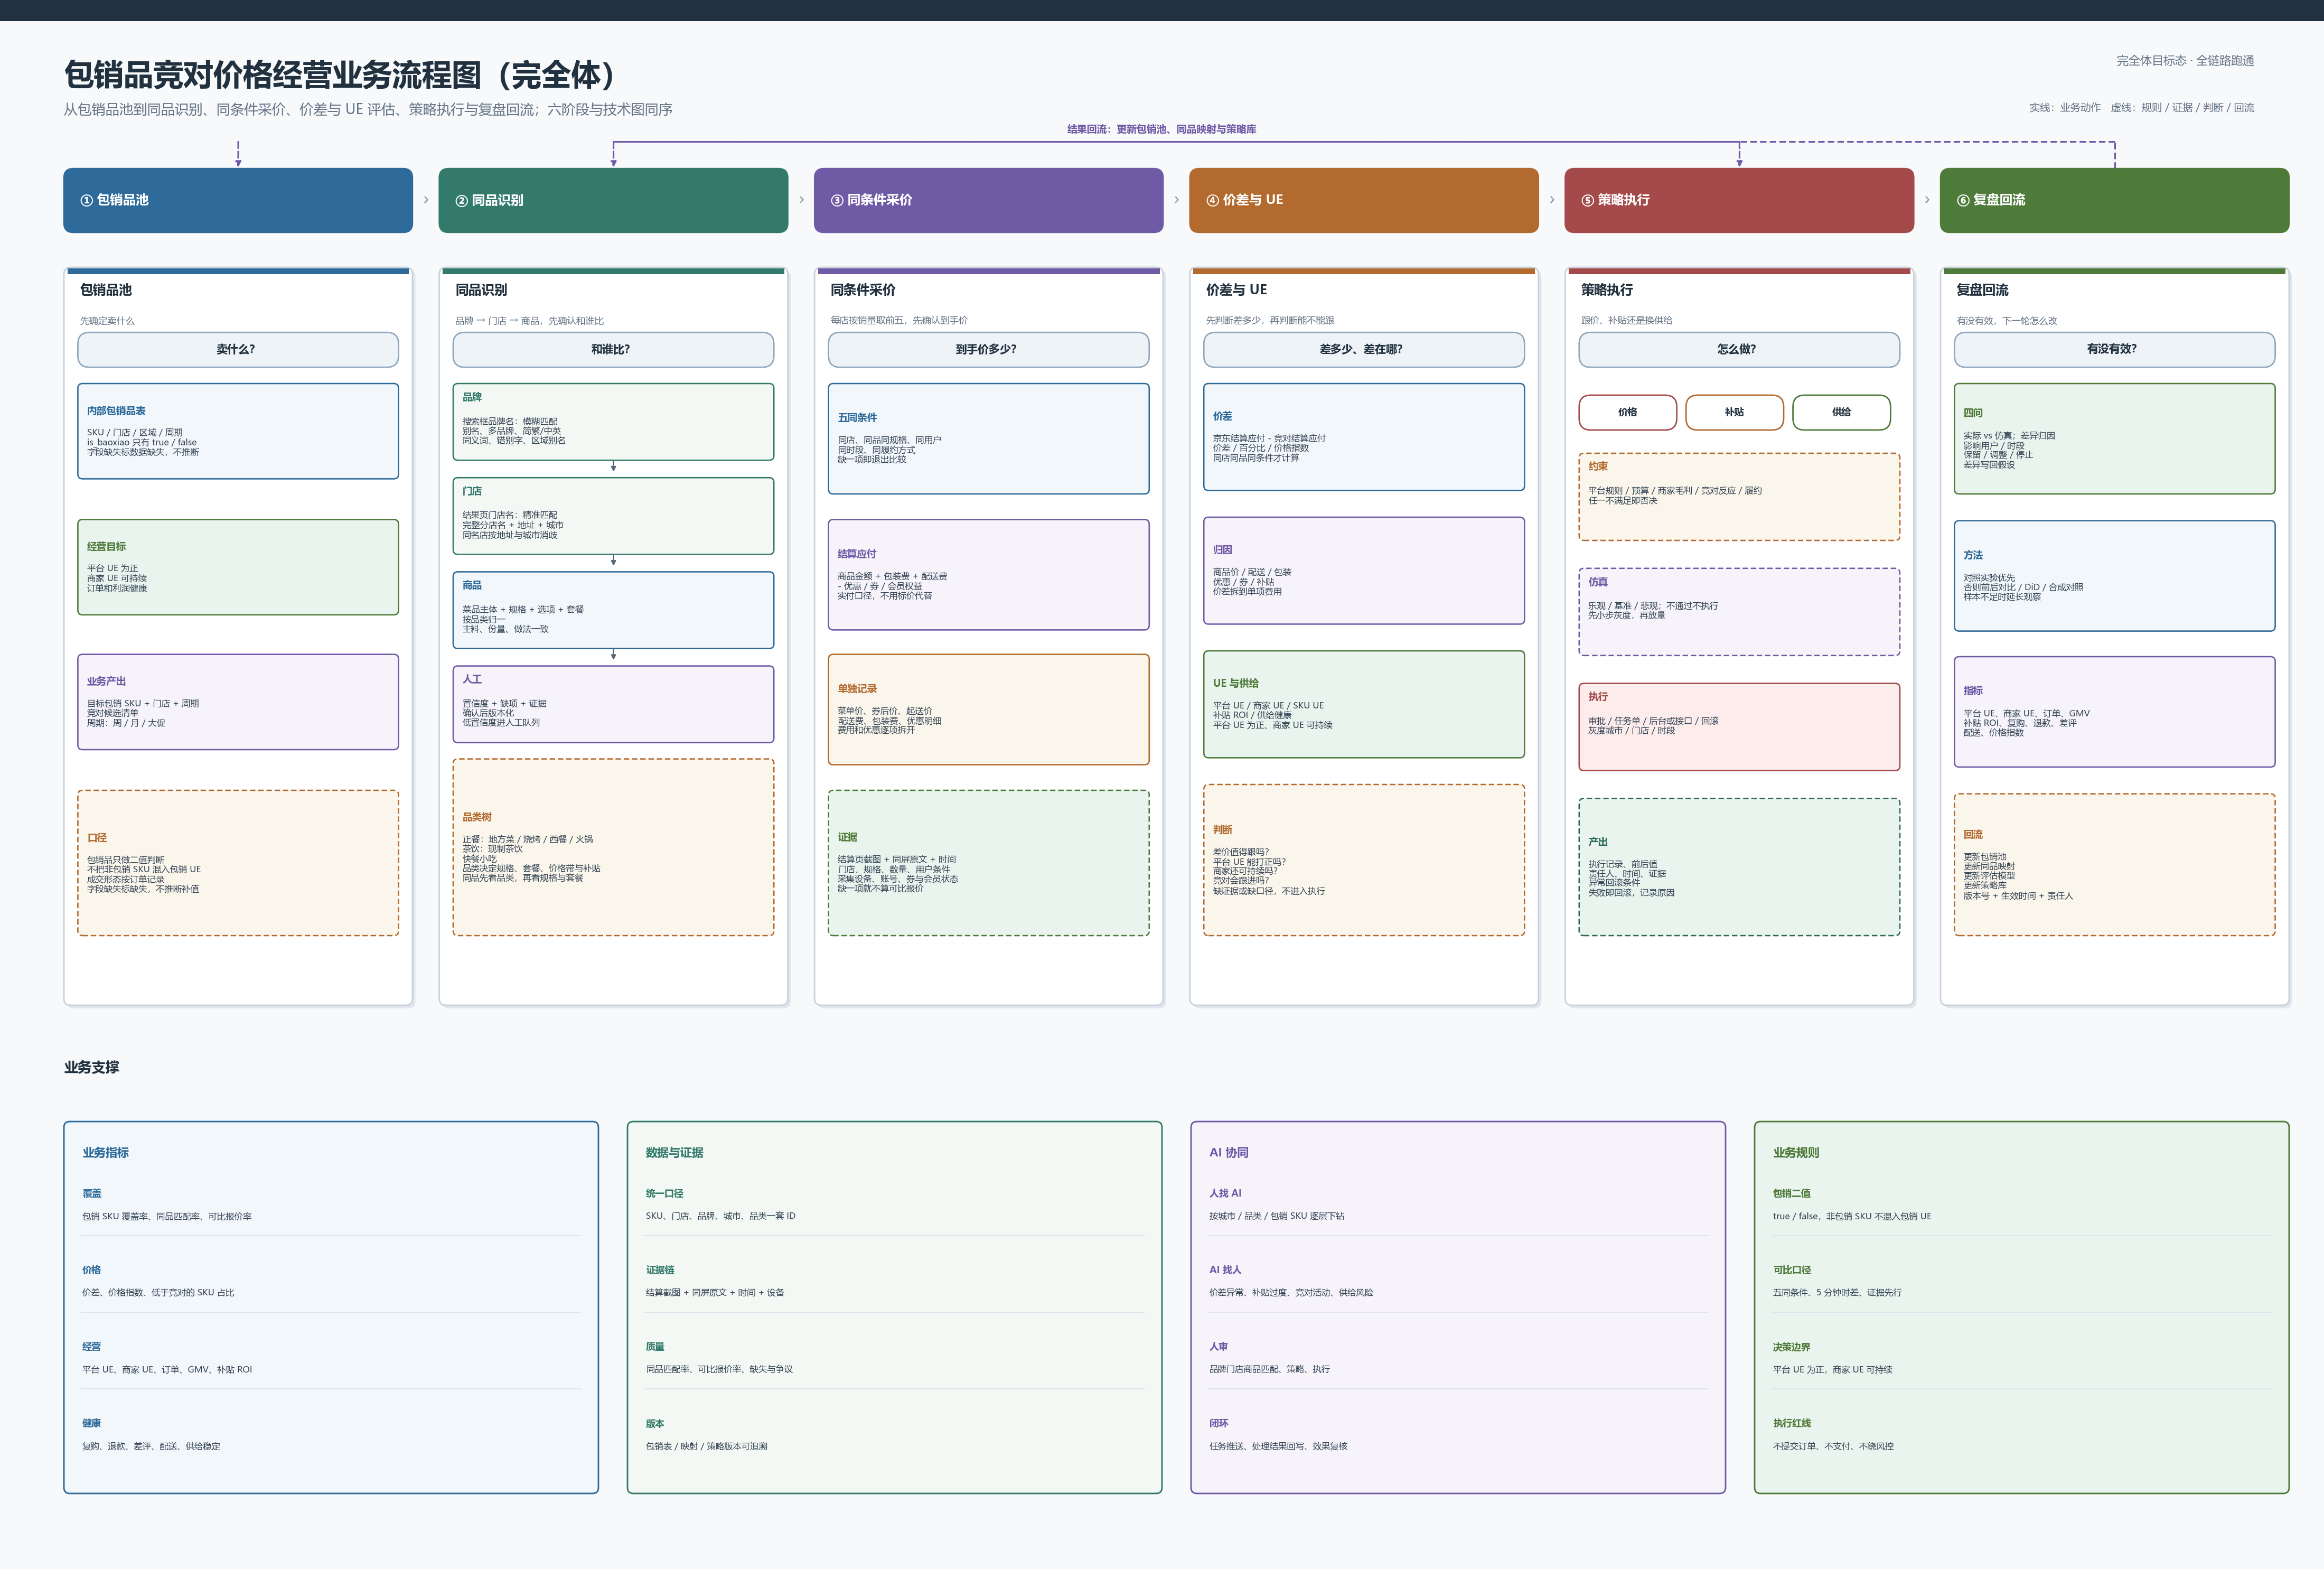 包销品竞对价格经营业务流程图（完全体）
完全体目标态 · 全链路跑通
从包销品池到同品识别、同条件采价、价差与 UE 评估、策略执行与复盘回流；六阶段与技术图同序
实线：业务动作　虚线：规则 / 证据 / 判断 / 回流
结果回流：更新包销池、同品映射与策略库
① 包销品池
›
② 同品识别
›
③ 同条件采价
›
④ 价差与 UE
›
⑤ 策略执行
›
⑥ 复盘回流
包销品池
先确定卖什么
卖什么？
内部包销品表
SKU / 门店 / 区域 / 周期
is_baoxiao 只有 true / false
字段缺失标数据缺失，不推断
经营目标
平台 UE 为正
商家 UE 可持续
订单和利润健康
业务产出
目标包销 SKU + 门店 + 周期
竞对候选清单
周期：周 / 月 / 大促
口径
包销品只做二值判断
不把非包销 SKU 混入包销 UE
成交形态按订单记录
字段缺失标缺失，不推断补值
同品识别
品牌 → 门店 → 商品，先确认和谁比
和谁比？
品牌
搜索框品牌名：模糊匹配
别名、多品牌、简繁/中英
同义词、错别字、区域别名
门店
结果页门店名：精准匹配
完整分店名 + 地址 + 城市
同名店按地址与城市消歧
商品
菜品主体 + 规格 + 选项 + 套餐
按品类归一
主料、份量、做法一致
人工
置信度 + 缺项 + 证据
确认后版本化
低置信度进人工队列
品类树
正餐：地方菜 / 烧烤 / 西餐 / 火锅
茶饮：现制茶饮
快餐小吃
品类决定规格、套餐、价格带与补贴
同品先看品类，再看规格与套餐
同条件采价
每店按销量取前五，先确认到手价
到手价多少？
五同条件
同店、同品同规格、同用户
同时段、同履约方式
缺一项即退出比较
结算应付
商品金额 + 包装费 + 配送费
- 优惠 / 券 / 会员权益
实付口径，不用标价代替
单独记录
菜单价、券后价、起送价
配送费、包装费、优惠明细
费用和优惠逐项拆开
证据
结算页截图 + 同屏原文 + 时间
门店、规格、数量、用户条件
采集设备、账号、券与会员状态
缺一项就不算可比报价
价差与 UE
先判断差多少，再判断能不能跟
差多少、差在哪？
价差
京东结算应付 - 竞对结算应付
价差 / 百分比 / 价格指数
同店同品同条件才计算
归因
商品价 / 配送 / 包装
优惠 / 券 / 补贴
价差拆到单项费用
UE 与供给
平台 UE / 商家 UE / SKU UE
补贴 ROI / 供给健康
平台 UE 为正、商家 UE 可持续
判断
差价值得跟吗？
平台 UE 能打正吗？
商家还可持续吗？
竞对会跟进吗？
缺证据或缺口径，不进入执行
策略执行
跟价、补贴还是换供给
怎么做？
价格
补贴
供给
约束
平台规则 / 预算 / 商家毛利 / 竞对反应 / 履约
任一不满足即否决
仿真
乐观 / 基准 / 悲观；不通过不执行
先小步灰度，再放量
执行
审批 / 任务单 / 后台或接口 / 回滚
灰度城市 / 门店 / 时段
产出
执行记录、前后值
责任人、时间、证据
异常回滚条件
失败即回滚，记录原因
复盘回流
有没有效，下一轮怎么改
有没有效？
四问
实际 vs 仿真；差异归因
影响用户 / 时段
保留 / 调整 / 停止
差异写回假设
方法
对照实验优先
否则前后对比 / DiD / 合成对照
样本不足时延长观察
指标
平台 UE、商家 UE、订单、GMV
补贴 ROI、复购、退款、差评
配送、价格指数
回流
更新包销池
更新同品映射
更新评估模型
更新策略库
版本号 + 生效时间 + 责任人
业务支撑
业务指标
覆盖
包销 SKU 覆盖率、同品匹配率、可比报价率
价格
价差、价格指数、低于竞对的 SKU 占比
经营
平台 UE、商家 UE、订单、GMV、补贴 ROI
健康
复购、退款、差评、配送、供给稳定
数据与证据
统一口径
SKU、门店、品牌、城市、品类一套 ID
证据链
结算截图 + 同屏原文 + 时间 + 设备
质量
同品匹配率、可比报价率、缺失与争议
版本
包销表 / 映射 / 策略版本可追溯
AI 协同
人找 AI
按城市 / 品类 / 包销 SKU 逐层下钻
AI 找人
价差异常、补贴过度、竞对活动、供给风险
人审
品牌门店商品匹配、策略、执行
闭环
任务推送、处理结果回写、效果复核
业务规则
包销二值
true / false，非包销 SKU 不混入包销 UE
可比口径
五同条件、5 分钟时差、证据先行
决策边界
平台 UE 为正，商家 UE 可持续
执行红线
不提交订单、不支付、不绕风控